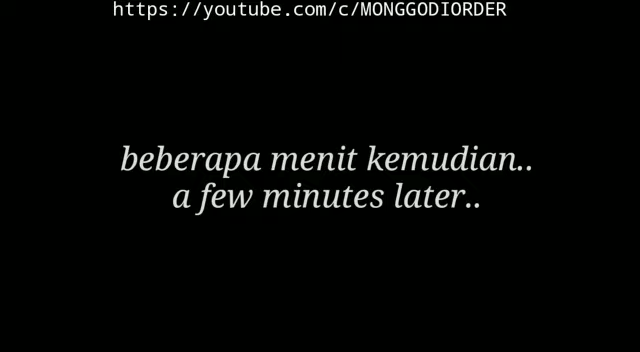 https://youtube.com/c/MONGGODIORDER
beberapa menit kemudian..
a few minutes later..